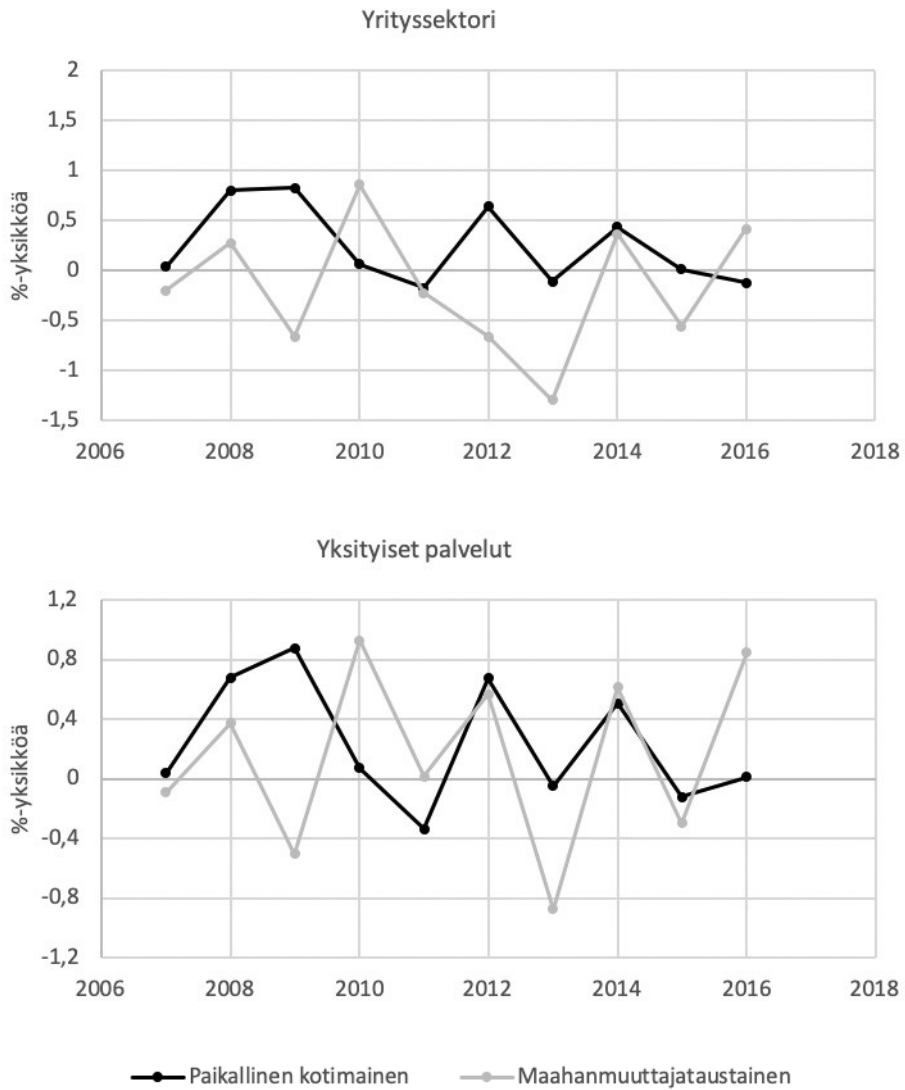 Yrityssektori
2
1,5
1
0,5
0
-0,5
-1
-1,5
%-yksikköä
2006 2008 2010 2012 2014 2016 2018
Yksityiset palvelut
1,2
0,8
0,4
0
-0,4
-0,8
-1,2
%-yksikköä
2006 2008 2010 2012 2014 2016 2018
Paikallinen kotimainen Maahanmuuttajataustainen